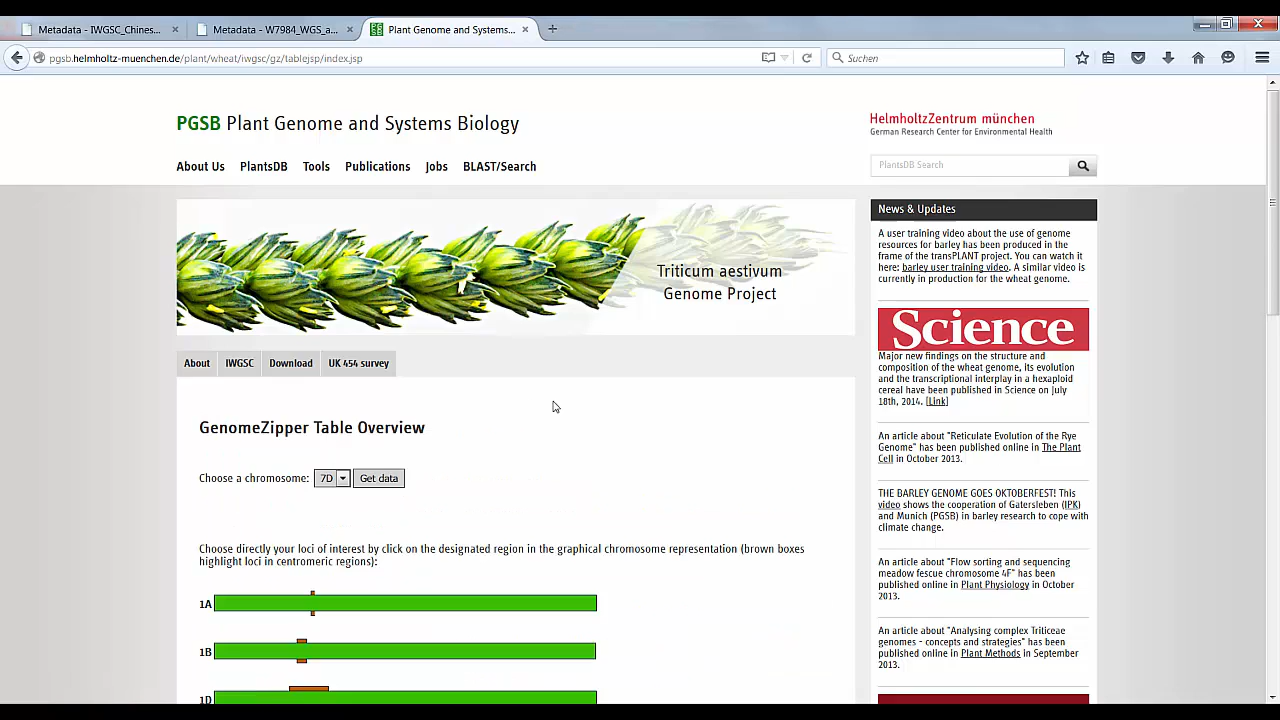 Metadata - IWGSC_Chines...
Metadata - W7984_WGS_a...
Plant Genome and Systems...
pgsb.helmholtz-muenchen.de/plant/wheat/iwgsc/gz/tablejsp/index.jsp
Suchen
PGSB Plant Genome and Systems Biology
HelmholtzZentrum münchen
German Research Center for Environmental Health
About Us PlantsDB Tools Publications Jobs BLAST/Search
PlantsDB Search
Triticum aestivum
Genome Project
About IWGSC Download UK 454 survey
GenomeZipper Table Overview
Choose a chromosome: 7D Get data
Choose directly your loci of interest by click on the designated region in the graphical chromosome representation (brown boxes
highlight loci in centromeric regions):
1A
1B
1D
News & Updates
A user training video about the use of genome
resources for barley has been produced in the
frame of the transPLANT project. You can watch it
here: barley user training video. A similar video is
currently in production for the wheat genome.
Science
Major new findings on the structure and
composition of the wheat genome, its evolution
and the transcriptional interplay in a hexaploid
cereal have been published in Science on July
18th, 2014. [Link]
An article about "Reticulate Evolution of the Rye
Genome" has been published online in The Plant
Cell in October 2013.
THE BARLEY GENOME GOES OKTOBERFEST! This
video shows the cooperation of Gatersleben (IPK)
and Munich (PGSB) in barley research to cope with
climate change.
An article about "Flow sorting and sequencing
meadow fescue chromosome 4F" has been
published online in Plant Physiology in October
2013.
An article about "Analysing complex Triticeae
genomes - concepts and strategies" has been
published online in Plant Methods in September
2013.